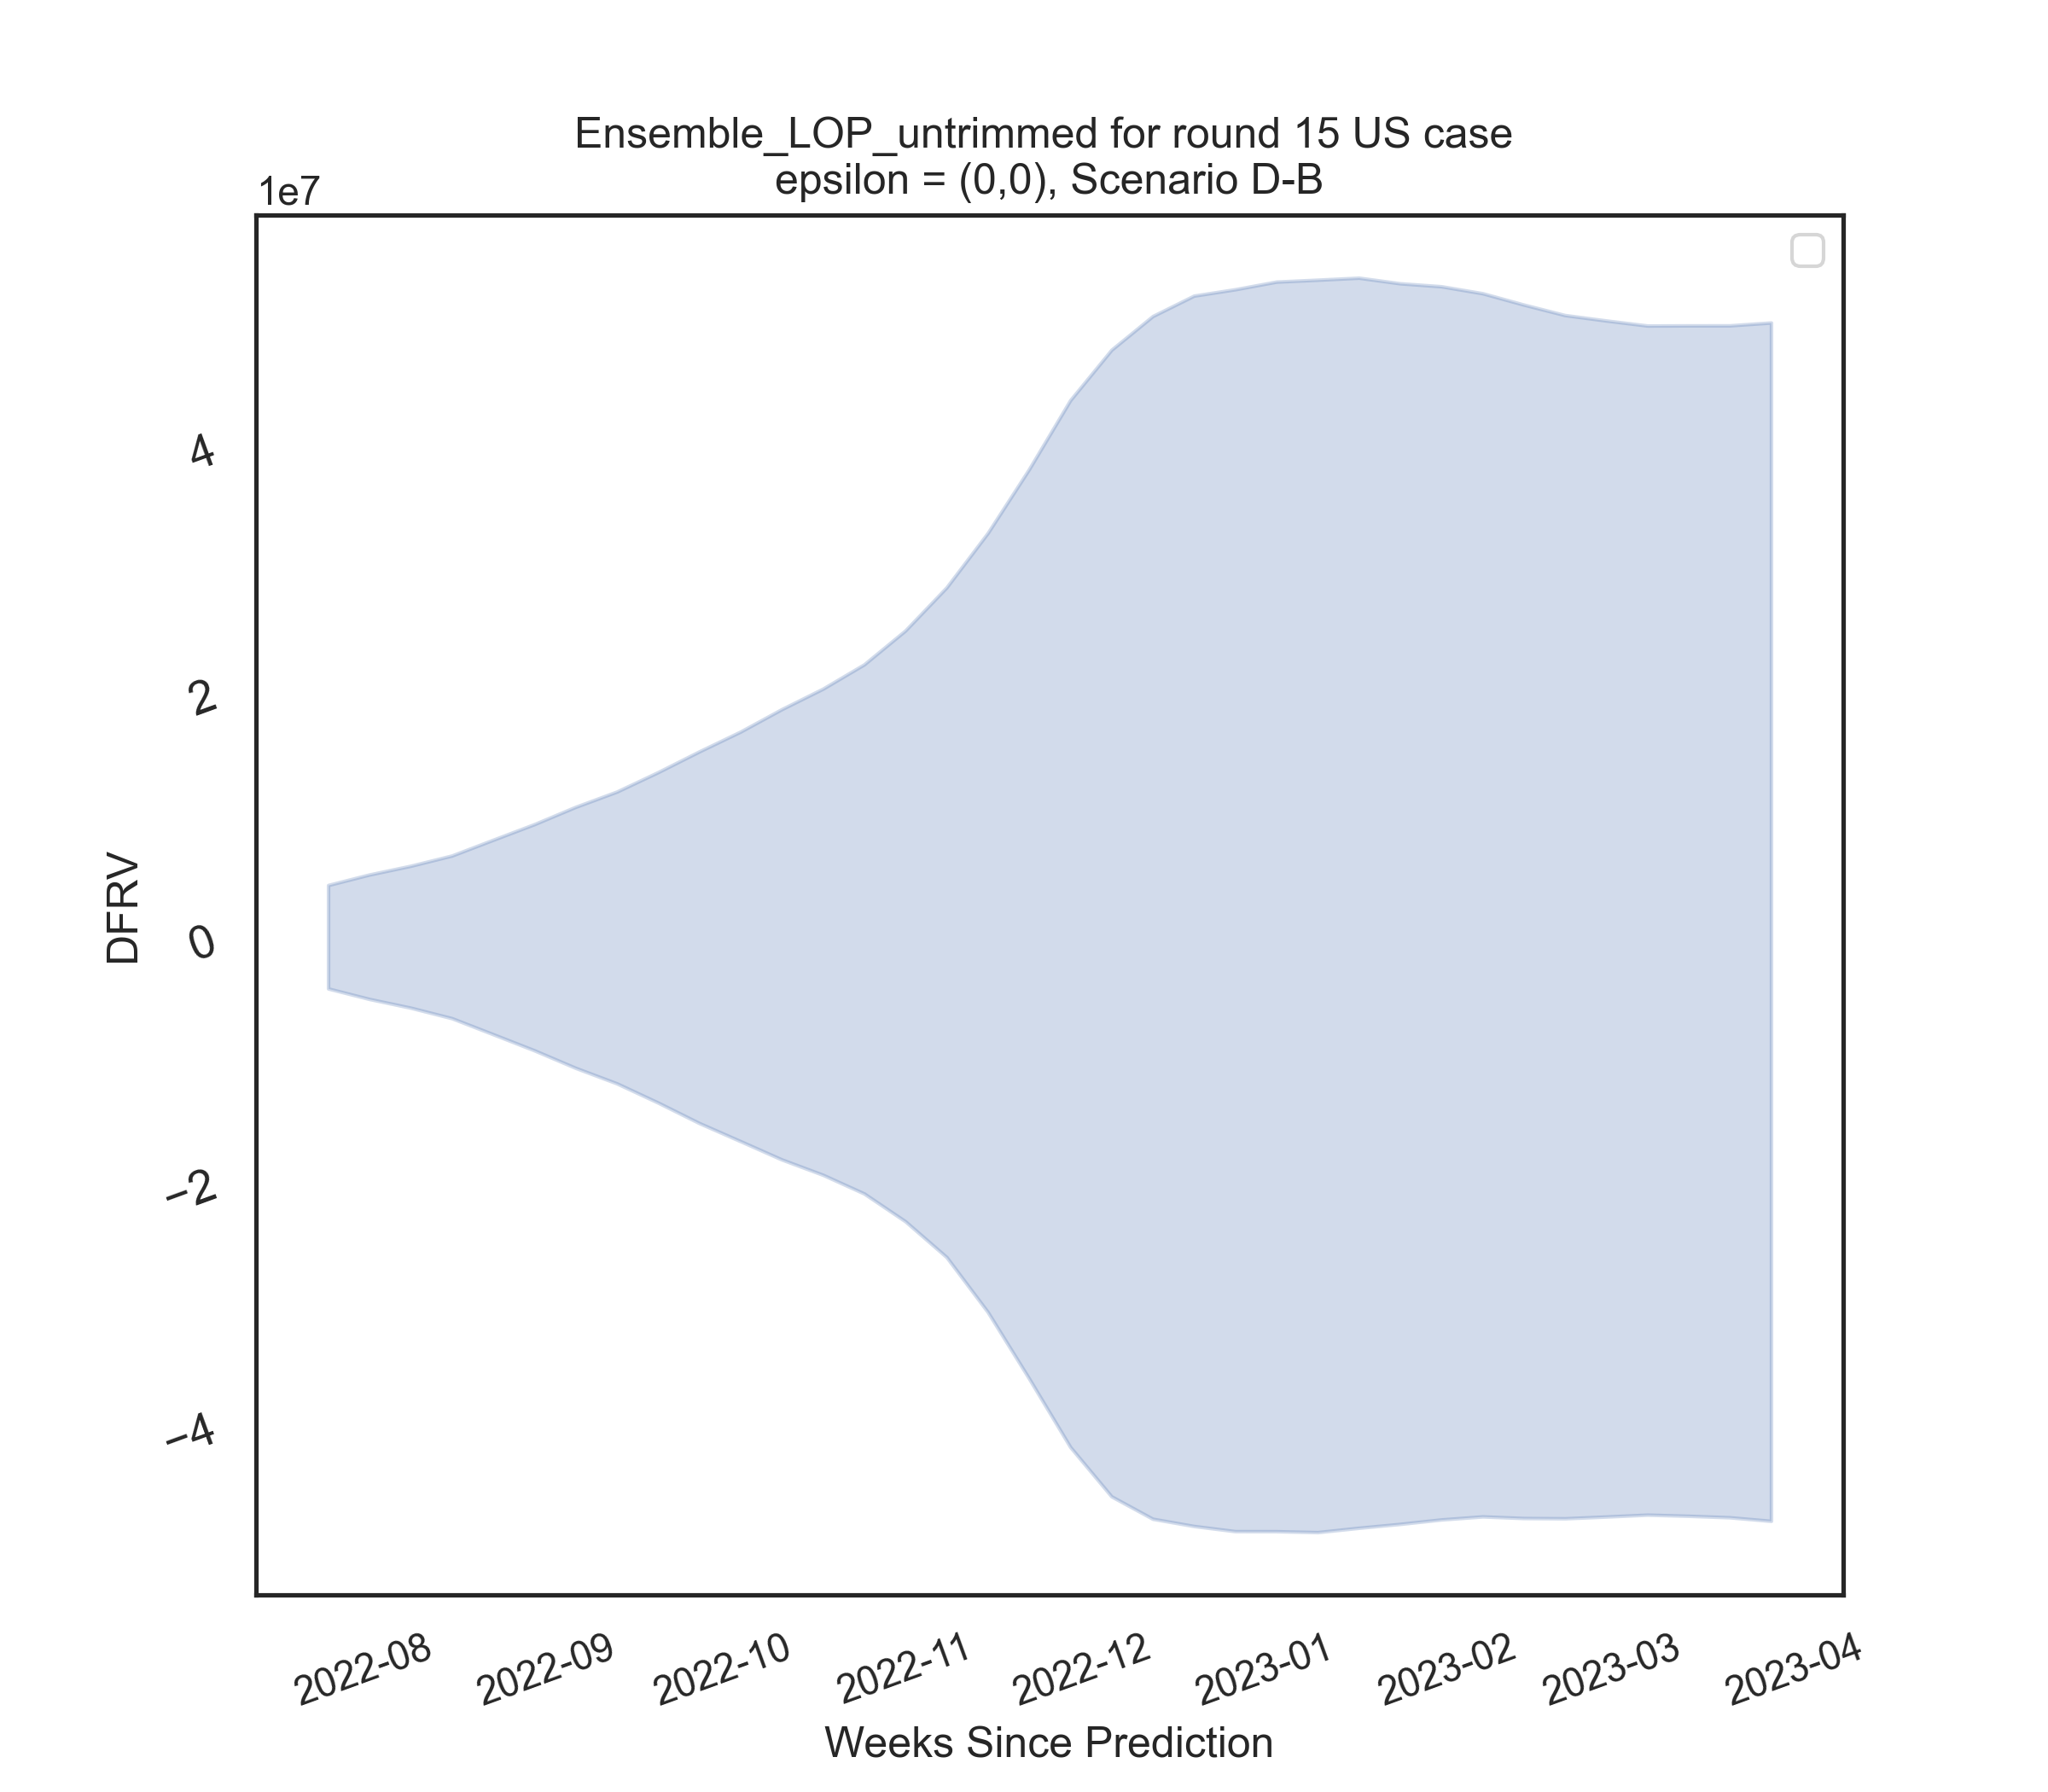 Ensemble_LOP_untrimmed for round 15 US case
epsilon = (0,0), Scenario D-B
1e7
4
2
0
−2
−4
DFRV
2022-08
2022-09
2022-10
2022-11
2022-12
2023-01
2023-02
2023-03
2023-04
Weeks Since Prediction